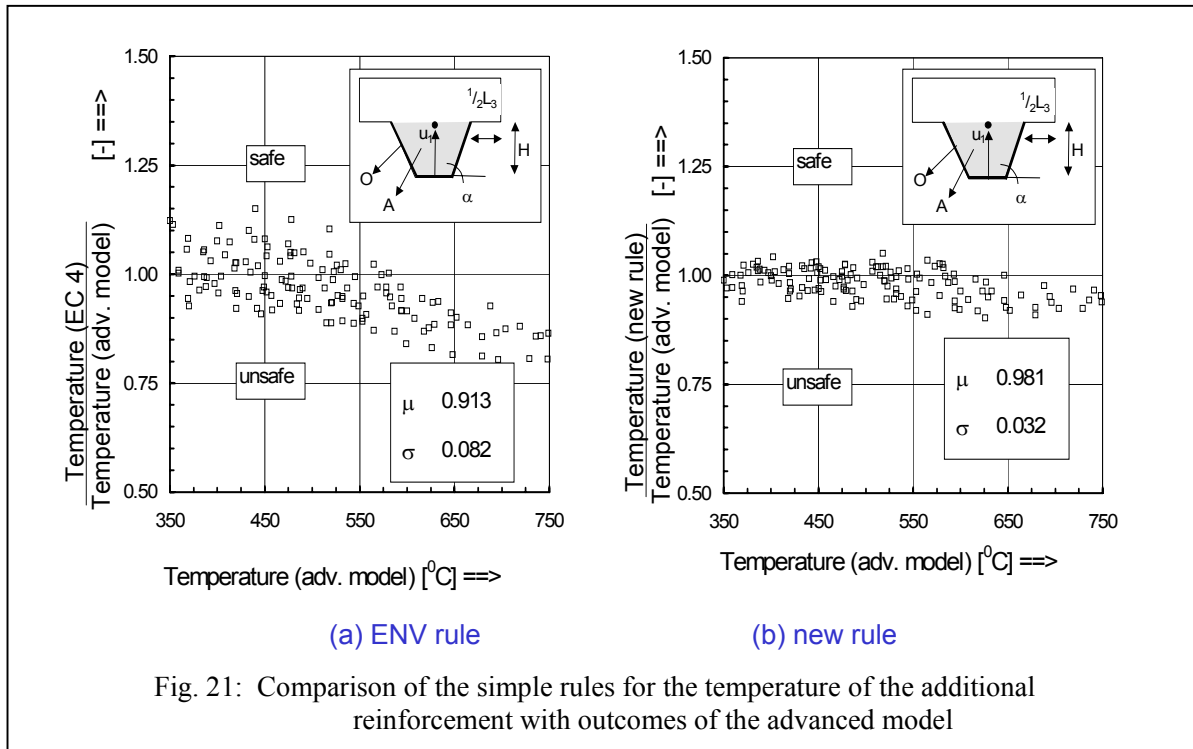 Temperature (EC 4)
Temperature (adv. model)
[-] ==>
1.50
1.25
1.00
0.75
0.50
350 450 550 650 750
safe
unsafe
½L₃
u₁
H
O
A
α
μ 0.913
σ 0.082
Temperature (adv. model) [⁰C] ==>
(a) ENV rule
Temperature (new rule)
Temperature (adv. model)
[-] ==>
1.50
1.25
1.00
0.75
0.50
350 450 550 650 750
safe
unsafe
½L₃
u₁
H
O
A
α
μ 0.981
σ 0.032
Temperature (adv. model) [⁰C] ==>
(b) new rule
Fig. 21: Comparison of the simple rules for the temperature of the additional
reinforcement with outcomes of the advanced model